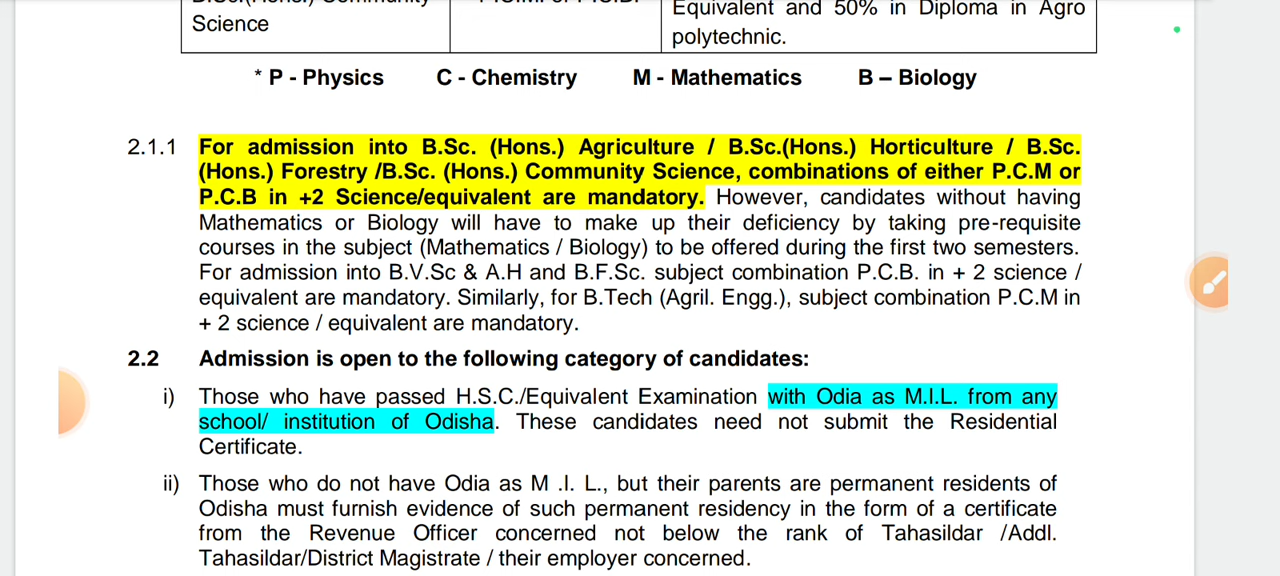 Science
Equivalent and 50% in Diploma in Agro
polytechnic.
* P - Physics C - Chemistry M - Mathematics B – Biology
2.1.1 For admission into B.Sc. (Hons.) Agriculture / B.Sc.(Hons.) Horticulture / B.Sc.
(Hons.) Forestry /B.Sc. (Hons.) Community Science, combinations of either P.C.M or
P.C.B in +2 Science/equivalent are mandatory. However, candidates without having
Mathematics or Biology will have to make up their deficiency by taking pre-requisite
courses in the subject (Mathematics / Biology) to be offered during the first two semesters.
For admission into B.V.Sc & A.H and B.F.Sc. subject combination P.C.B. in + 2 science /
equivalent are mandatory. Similarly, for B.Tech (Agril. Engg.), subject combination P.C.M in
+ 2 science / equivalent are mandatory.
2.2 Admission is open to the following category of candidates:
i) Those who have passed H.S.C./Equivalent Examination with Odia as M.I.L. from any
school/ institution of Odisha. These candidates need not submit the Residential
Certificate.
ii) Those who do not have Odia as M .I. L., but their parents are permanent residents of
Odisha must furnish evidence of such permanent residency in the form of a certificate
from the Revenue Officer concerned not below the rank of Tahasildar /Addl.
Tahasildar/District Magistrate / their employer concerned.